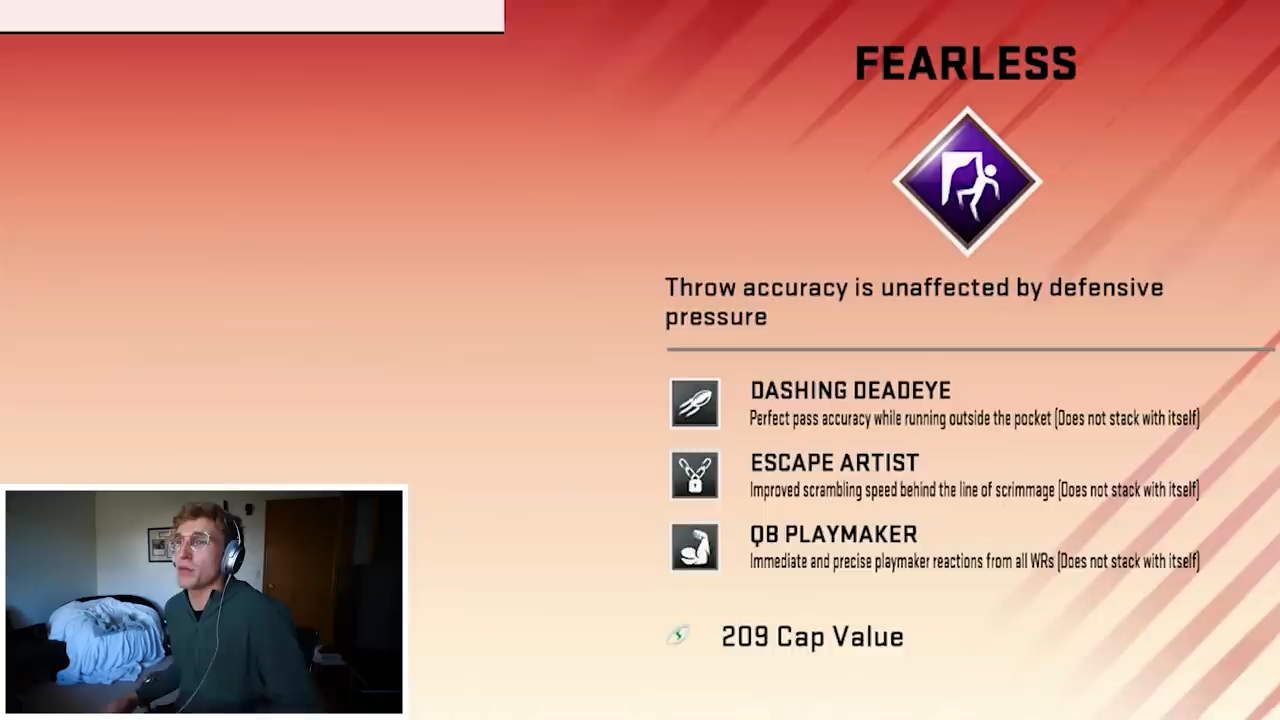 FEARLESS
Throw accuracy is unaffected by defensive
pressure
DASHING DEADEYE
Perfect pass accuracy while running outside the pocket (Does not stack with itself)
ESCAPE ARTIST
Improved scrambling speed behind the line of scrimmage (Does not stack with itself)
QB PLAYMAKER
Immediate and precise playmaker reactions from all WRs (Does not stack with itself)
209 Cap Value